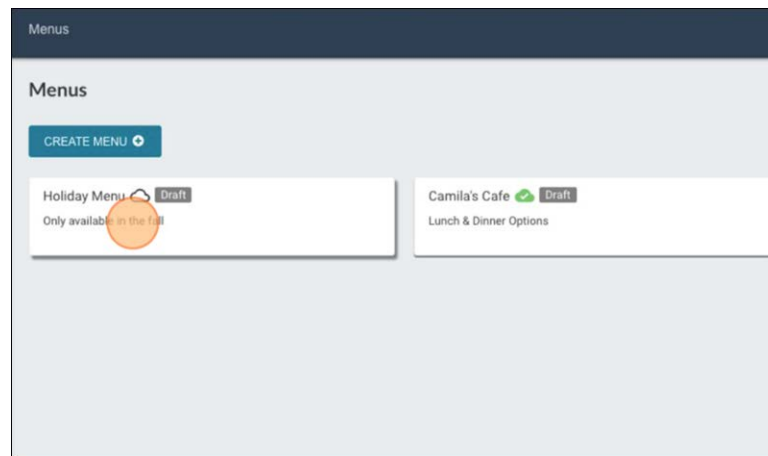 Menus
Menus
CREATE MENU
Holiday Menu Draft
Only available in the fall
Camila's Cafe Draft
Lunch & Dinner Options